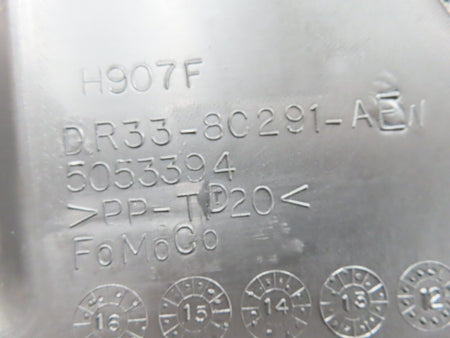 H907F
DR33-8C291-AE
5053394
>PP-TD20<
FoMoCo
16 15 14 13 12